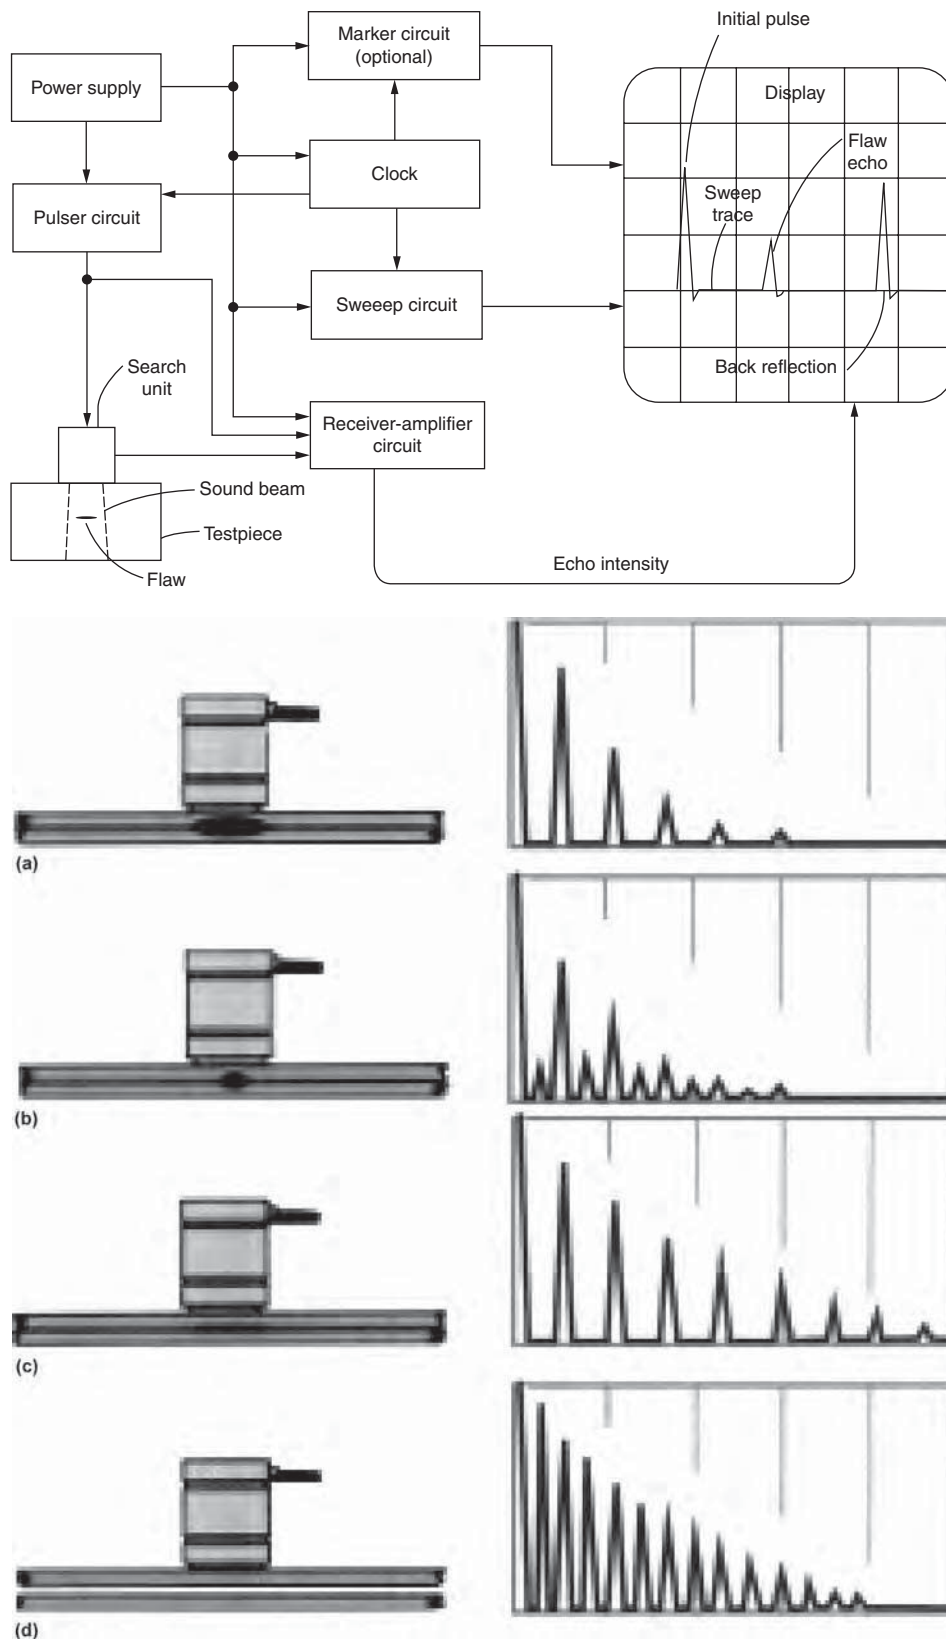 Initial pulse
Marker circuit
(optional)
Power supply
Display
Flaw
echo
Clock
Pulser circuit
Sweep
trace
Sweeep circuit
Search
unit
Back reflection
Receiver-amplifier
circuit
Sound beam
Testpiece
Flaw
Echo intensity
(a)
(b)
(c)
(d)